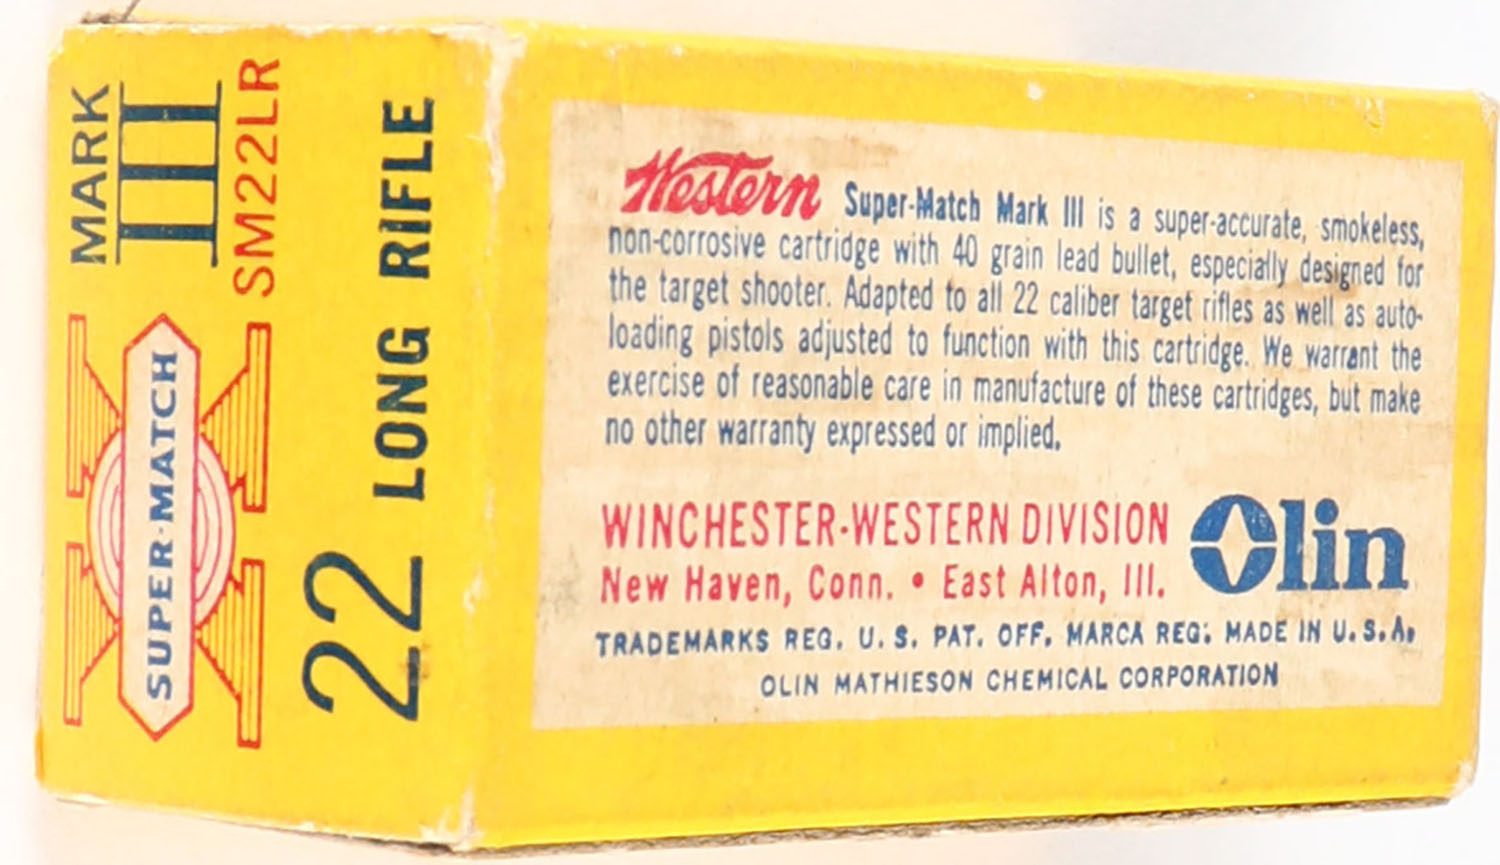 MARK
III
SM22LR
SUPER·MATCH
22 LONG RIFLE
Western Super-Match Mark III is a super-accurate, smokeless,
non-corrosive cartridge with 40 grain lead bullet, especially designed for
the target shooter. Adapted to all 22 caliber target rifles as well as auto-
loading pistols adjusted to function with this cartridge. We warrant the
exercise of reasonable care in manufacture of these cartridges, but make
no other warranty expressed or implied.
WINCHESTER-WESTERN DIVISION
New Haven, Conn. • East Alton, Ill.
Olin
TRADEMARKS REG. U. S. PAT. OFF. MARCA REG. MADE IN U. S. A.
OLIN MATHIESON CHEMICAL CORPORATION